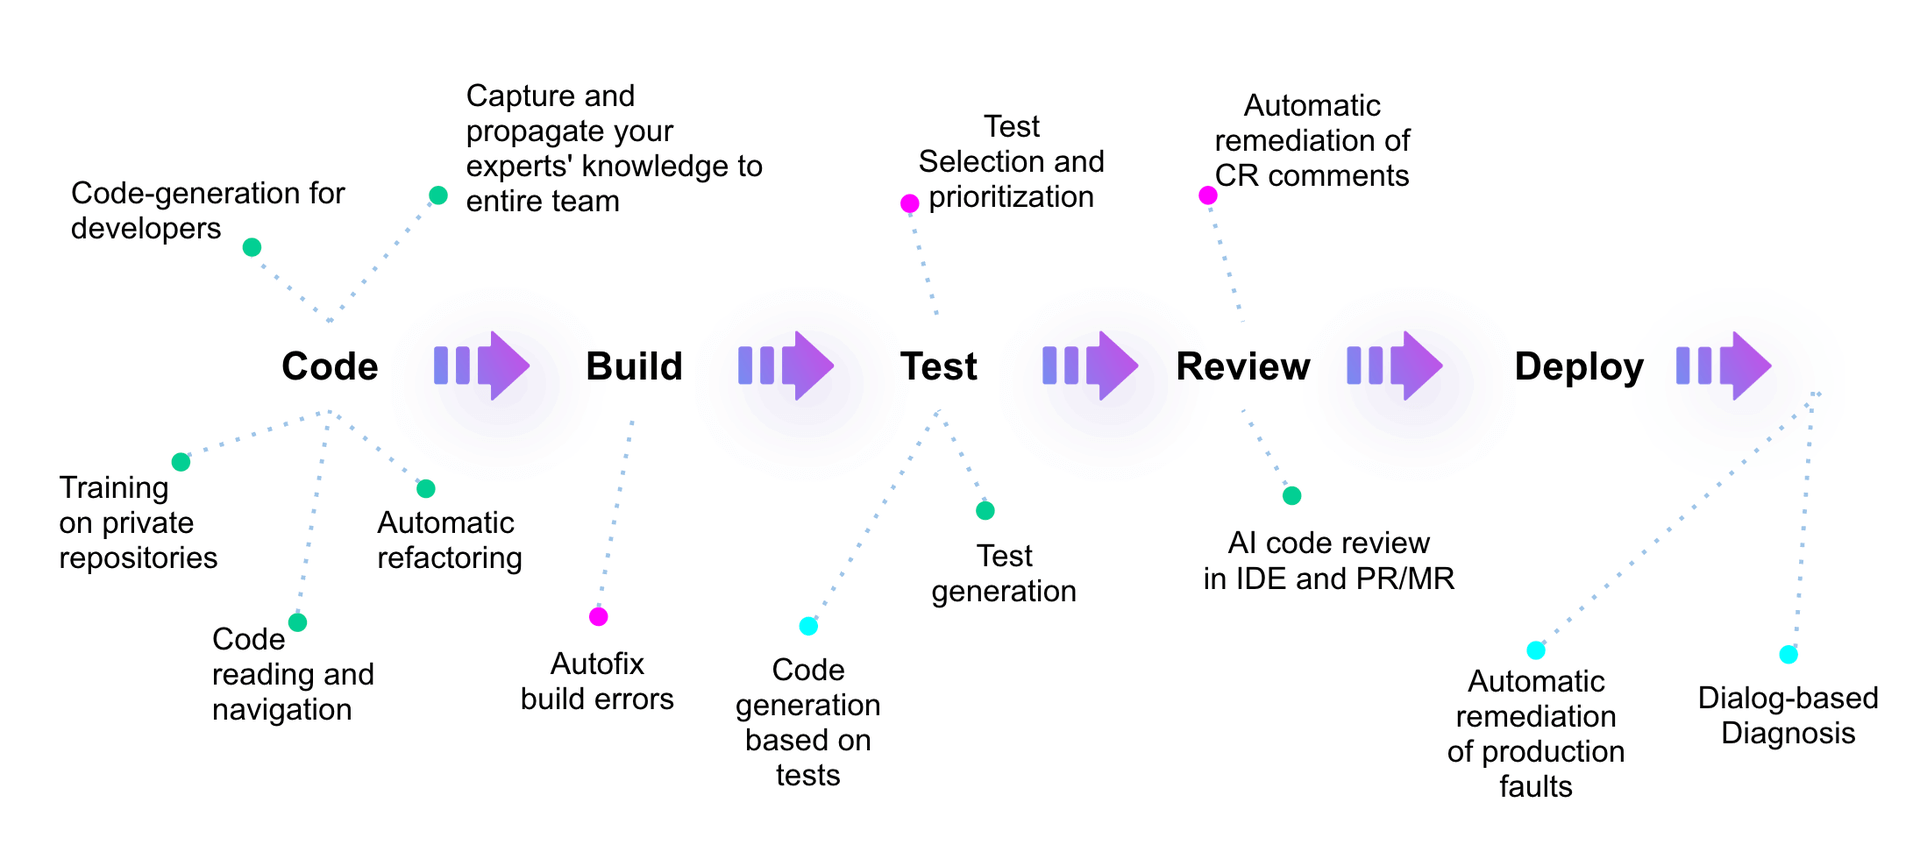 Capture and
propagate your
experts' knowledge to
entire team
Code-generation for
developers
Test
Selection and
prioritization
Automatic
remediation of
CR comments
Code
Build
Test
Review
Deploy
Training
on private
repositories
Automatic
refactoring
Code
reading and
navigation
Autofix
build errors
Code
generation
based on
tests
Test
generation
AI code review
in IDE and PR/MR
Automatic
remediation
of production
faults
Dialog-based
Diagnosis